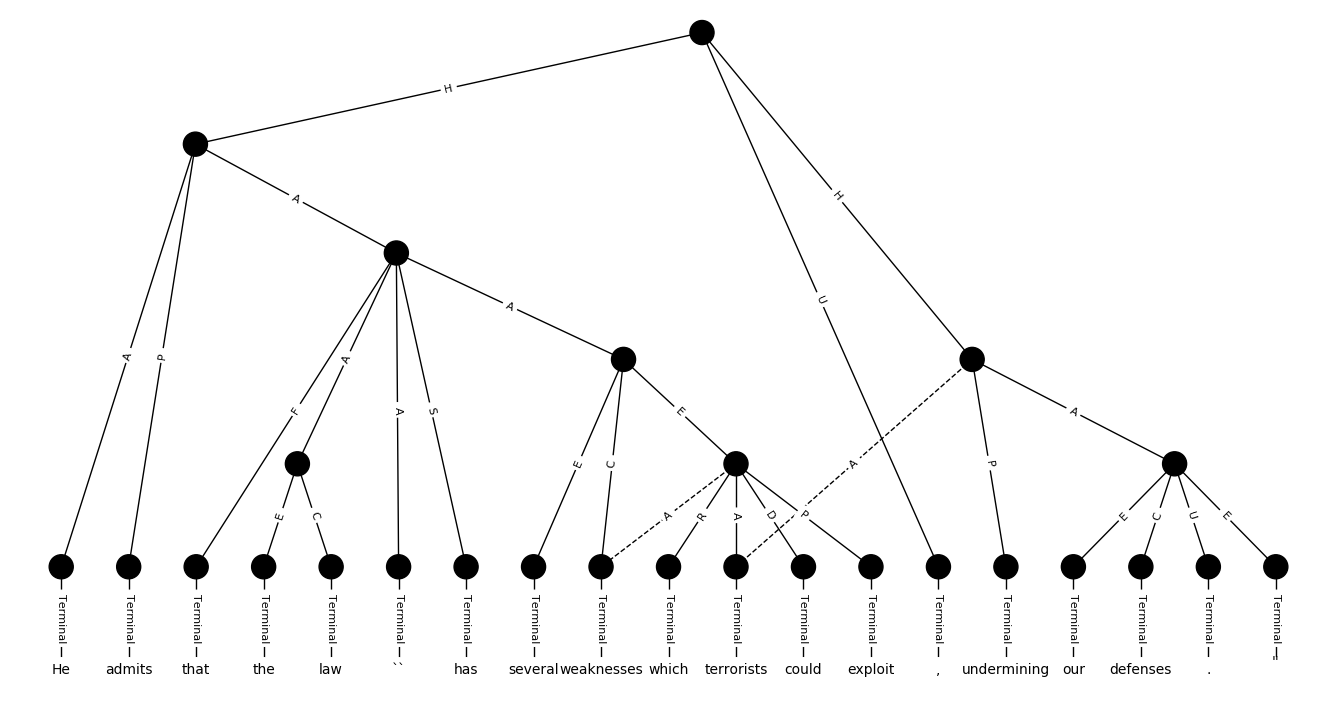 H
A
H
A
U
A
P
A
F
A
A
S
E
A
E
C
A
P
E
C
A
R
A
D
P
E
C
U
E
Terminal Terminal Terminal Terminal Terminal Terminal Terminal Terminal Terminal Terminal Terminal Terminal Terminal Terminal Terminal Terminal Terminal Terminal Terminal
He admits that the law `` has several weaknesses which terrorists could exploit , undermining our defenses . "